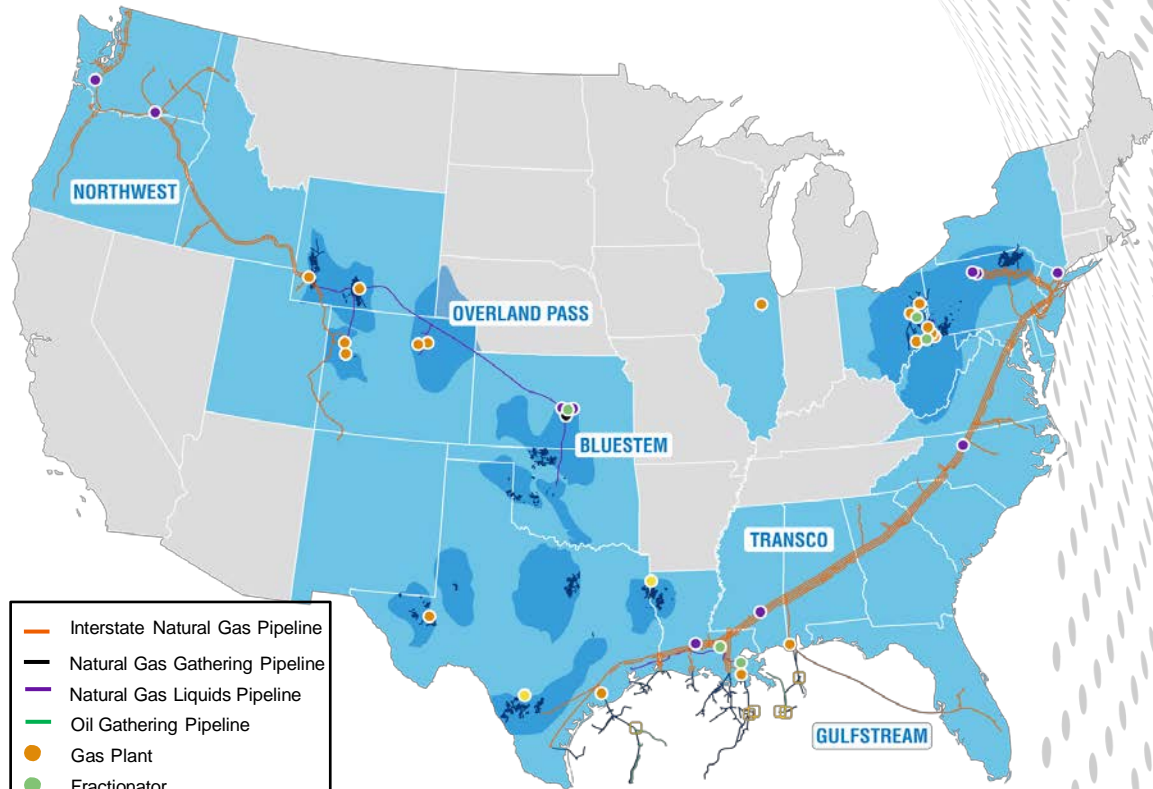 NORTHWEST
OVERLAND PASS
BLUESTEM
TRANSCO
GULFSTREAM
Interstate Natural Gas Pipeline
Natural Gas Gathering Pipeline
Natural Gas Liquids Pipeline
Oil Gathering Pipeline
Gas Plant
Fractionator